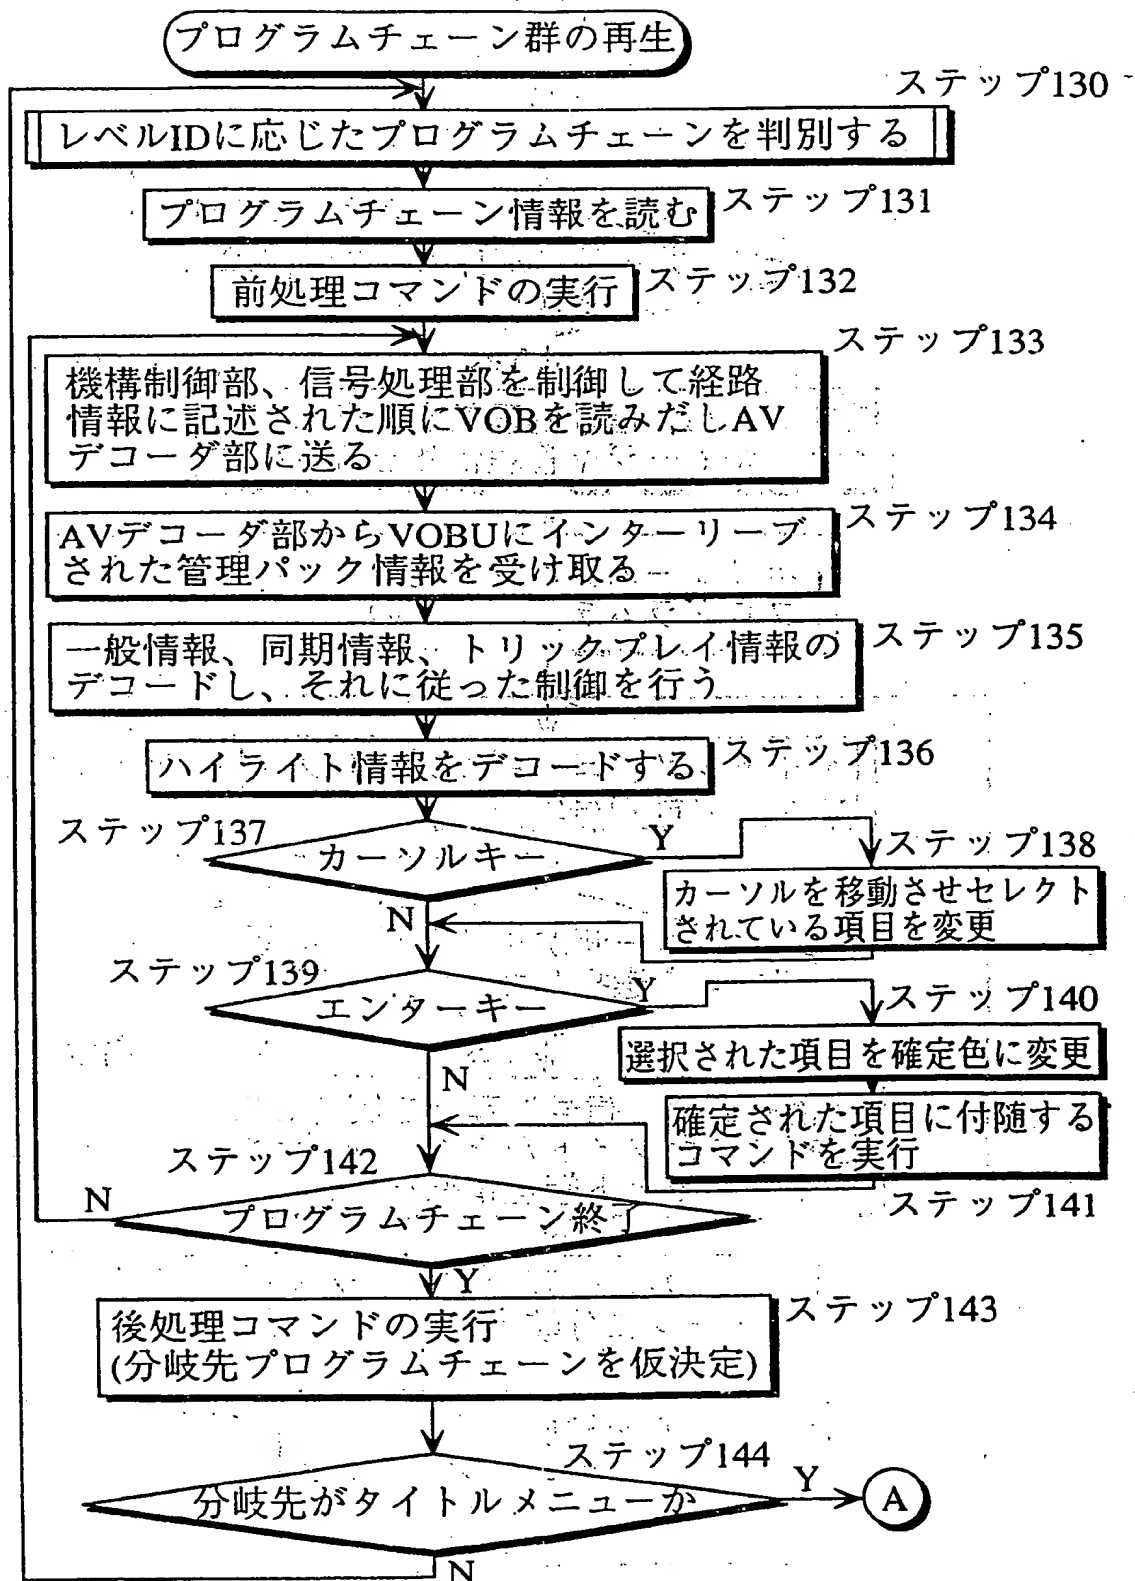 プログラムチェーン群の再生
ステップ130
レベルIDに応じたプログラムチェーンを判別する
ステップ131
プログラムチェーン情報を読む
ステップ132
前処理コマンドの実行
ステップ133
機構制御部、信号処理部を制御して経路
情報に記述された順にVOBを読みだしAV
デコーダ部に送る
ステップ134
AVデコーダ部からVOBUにインターリーブ
された管理パック情報を受け取る
ステップ135
一般情報、同期情報、トリックプレイ情報の
デコードし、それに従った制御を行う
ステップ136
ハイライト情報をデコードする
ステップ137
カーソルキー
Y
ステップ138
カーソルを移動させセレクト
されている項目を変更
N
ステップ139
エンターキー
Y
ステップ140
選択された項目を確定色に変更
N
確定された項目に付随する
コマンドを実行
ステップ141
ステップ142
N
プログラムチェーン終了
Y
ステップ143
後処理コマンドの実行
(分岐先プログラムチェーンを仮決定)
ステップ144
分岐先がタイトルメニューか
Y
A
N